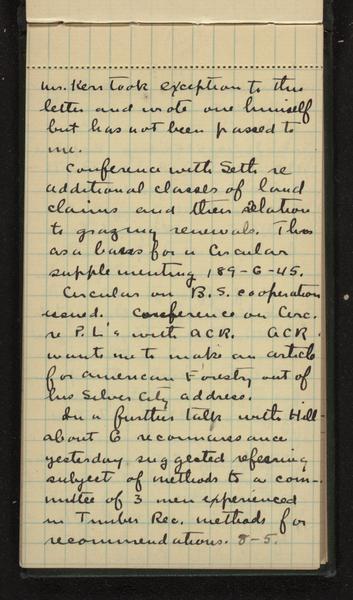 Mr. Kerr took exception to this
letter and wrote one himself
but has not been passed to
me.
Conference with Seth re
additional classes of land
claims and their relation
to grazing renewals. This
as a basis for a Circular
supplementing 189-G-45.
Circular on B.S. cooperation
issued. Conference on Circ.
re P.L's with ACR. ACR
wants me to make an article
for American Forestry out of
his Silver City address.
In a further talk with Hill
about E reconnaissance
yesterday suggested referring
subject of methods to a com-
mittee of 3 men experienced
in Timber Rec. methods for
recommendations. 8-5.